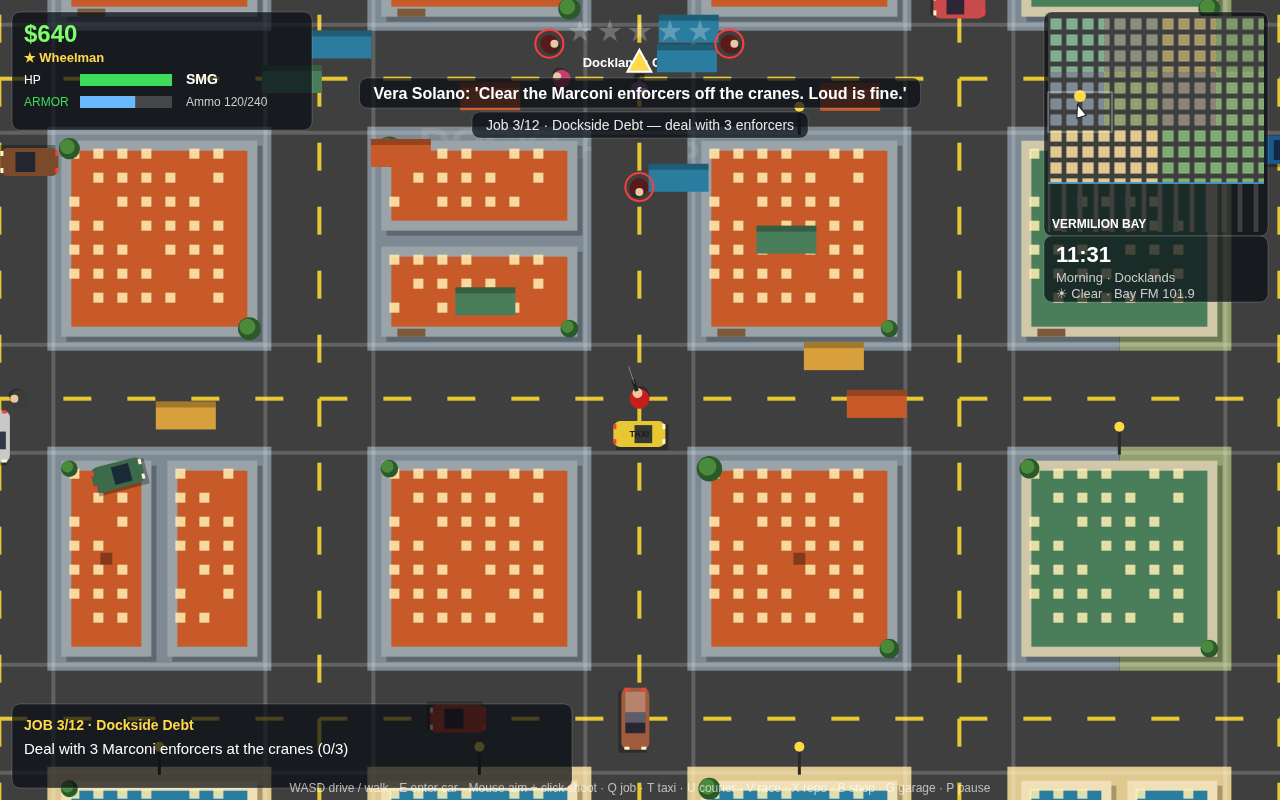 $640
★ Wheelman
HP
SMG
ARMOR
Ammo 120/240
Vera Solano: 'Clear the Marconi enforcers off the cranes. Loud is fine.'
Job 3/12 · Dockside Debt — deal with 3 enforcers
VERMILION BAY
11:31
Morning · Docklands
☀ Clear · Bay FM 101.9
TAXI
JOB 3/12 · Dockside Debt
Deal with 3 Marconi enforcers at the cranes (0/3)
WASD drive / walk · E enter car · Mouse aim + click shoot · Q job · T taxi · U courier · V race · X repo · B shop · G garage · P pause